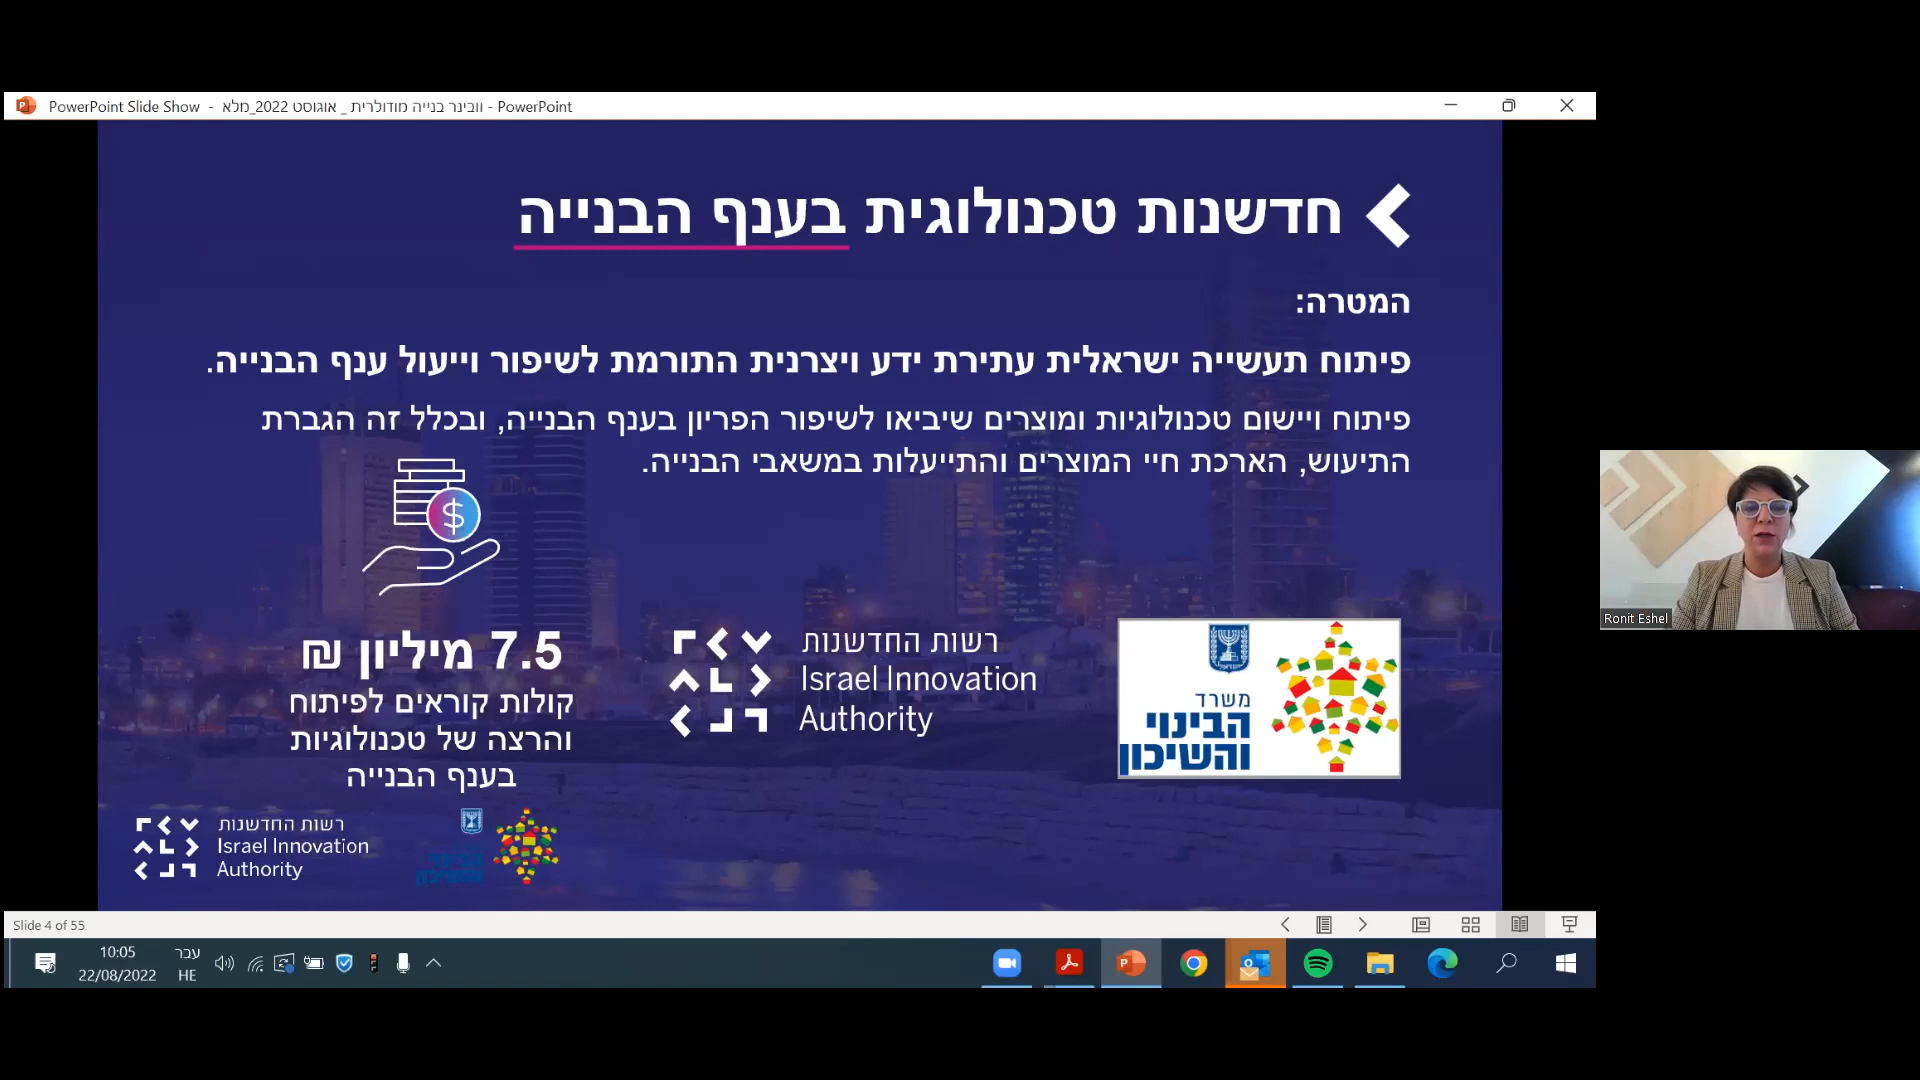 PowerPoint Slide Show - וובינר בנייה מודולרית _ אוגוסט 2022_מלא - PowerPoint
חדשנות טכנולוגית בענף הבנייה
המטרה:
פיתוח תעשייה ישראלית עתירת ידע ויצרנית התורמת לשיפור וייעול ענף הבנייה.
פיתוח ויישום טכנולוגיות ומוצרים שיביאו לשיפור הפריון בענף הבנייה, ובכלל זה הגברת
התיעוש, הארכת חיי המוצרים והתייעלות במשאבי הבנייה.
$
משרד
הבינוי
והשיכון
רשות החדשנות
Israel Innovation
Authority
7.5 מיליון ₪
קולות קוראים לפיתוח
והרצה של טכנולוגיות
בענף הבנייה
רשות החדשנות
Israel Innovation
Authority
הבינוי
והשיכון
Ronit Eshel
Slide 4 of 55
10:05
22/08/2022
עבר
HE